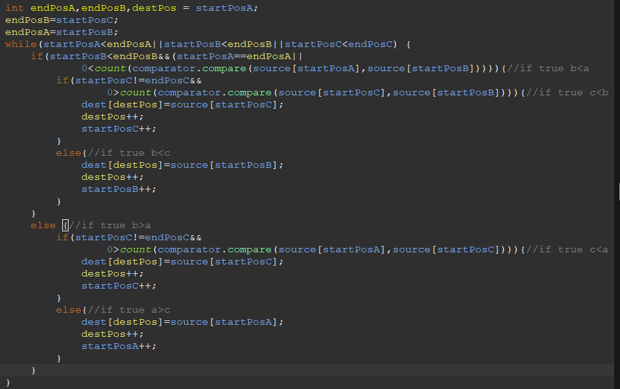 int endPosA,endPosB,destPos = startPosA;
endPosB=startPosC;
endPosA=startPosB;
while(startPosA<endPosA||startPosB<endPosB||startPosC<endPosC) {
    if(startPosB<endPosB&&(startPosA==endPosA||
            0<count(comparator.compare(source[startPosA],source[startPosB])))){//if true b<a
        if(startPosC!=endPosC&&
                0>count(comparator.compare(source[startPosC],source[startPosB]))){//if true c<b
            dest[destPos]=source[startPosC];
            destPos++;
            startPosC++;
        }
        else{//if true b<c
            dest[destPos]=source[startPosB];
            destPos++;
            startPosB++;
        }
    }
    else {//if true b>a
        if(startPosC!=endPosC&&
                0>count(comparator.compare(source[startPosA],source[startPosC]))){//if true c<a
            dest[destPos]=source[startPosC];
            destPos++;
            startPosC++;
        }
        else{//if true a>c
            dest[destPos]=source[startPosA];
            destPos++;
            startPosA++;
        }
    }
}